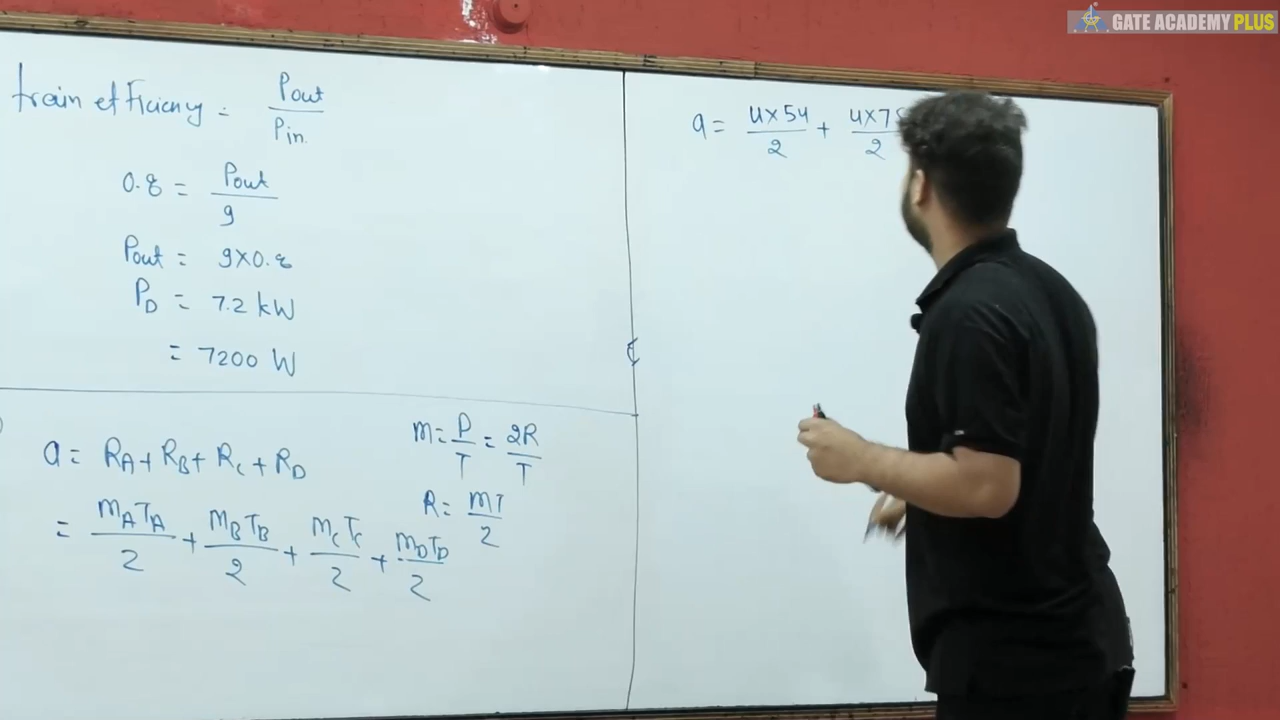 GATE ACADEMY PLUS
train efficieny = Pout / Pin.
0.8 = Pout / 9
Pout = 9×0.8
PD = 7.2 kW
= 7200 W
a = RA + RB + RC + RD
= mATA / 2 + mBTB / 2 + mCTC / 2 + mDTD / 2
m = P / T = 2R / T
R = mT / 2
a = 4×54 / 2 + 4×7 / 2